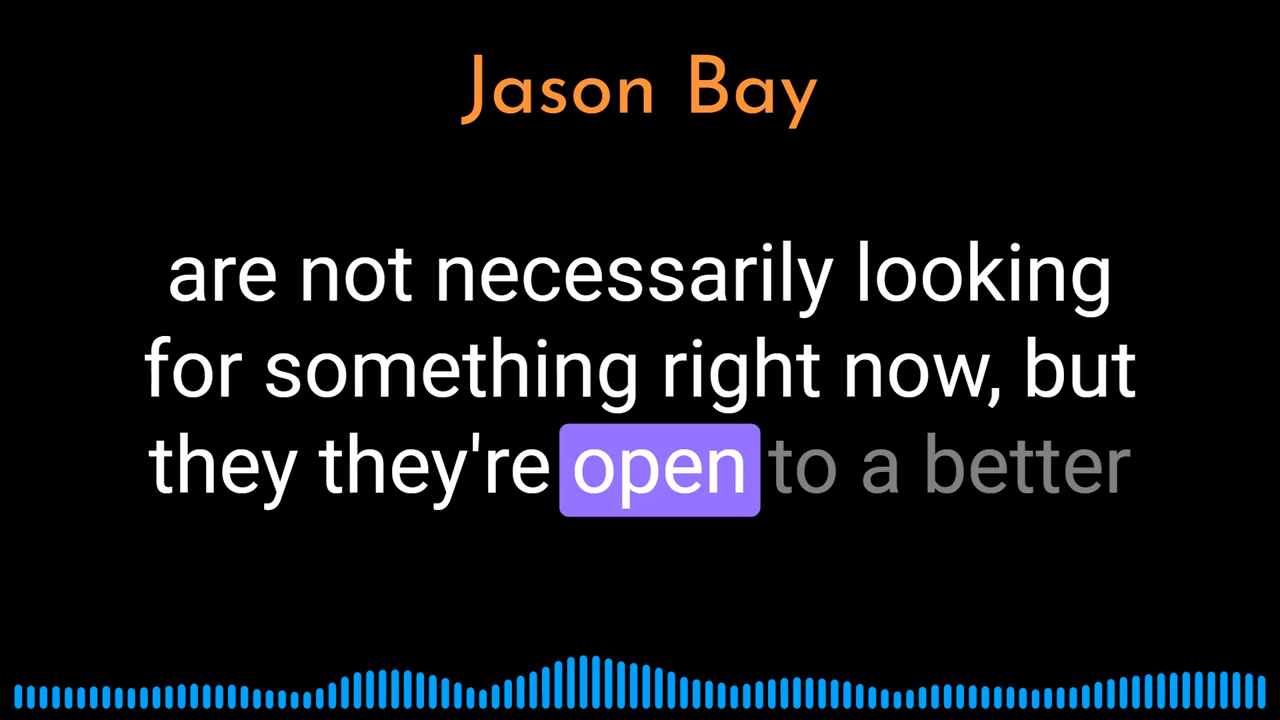 Jason Bay
are not necessarily looking
for something right now, but
they they're open to a better